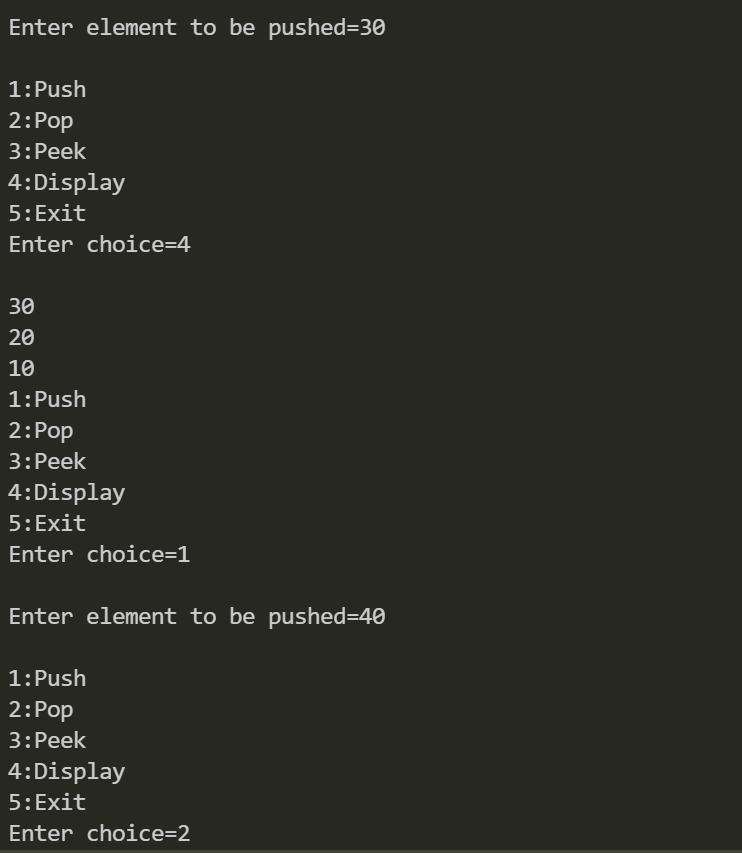 Enter element to be pushed=30
1:Push
2:Pop
3:Peek
4:Display
5:Exit
Enter choice=4
30
20
10
1:Push
2:Pop
3:Peek
4:Display
5:Exit
Enter choice=1
Enter element to be pushed=40
1:Push
2:Pop
3:Peek
4:Display
5:Exit
Enter choice=2